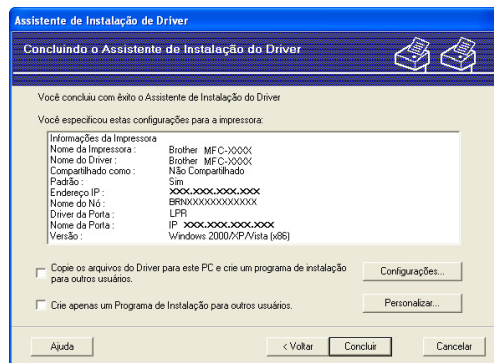 Assistente de Instalação de Driver
Concluindo o Assistente de Instalação do Driver
Você concluiu com êxito o Assistente de Instalação do Driver
Você especificou estas configurações para a impressora:
Informações da Impressora
Nome da Impressora : Brother MFC-XXXX
Nome do Driver : Brother MFC-XXXX
Compartilhado como : Não Compartilhado
Padrão : Sim
Endereço IP : XXX.XXX.XXX.XXX
Nome do Nó : BRNXXXXXXXXXXXX
Driver da Porta : LPR
Nome da Porta : IP XXX.XXX.XXX.XXX
Versão : Windows 2000/XP/Vista (x86)
Copie os arquivos do Driver para este PC e crie um programa de instalação
para outros usuários.
Configurações...
Crie apenas um Programa de Instalação para outros usuários.
Personalizar...
Ajuda < Voltar Concluir Cancelar